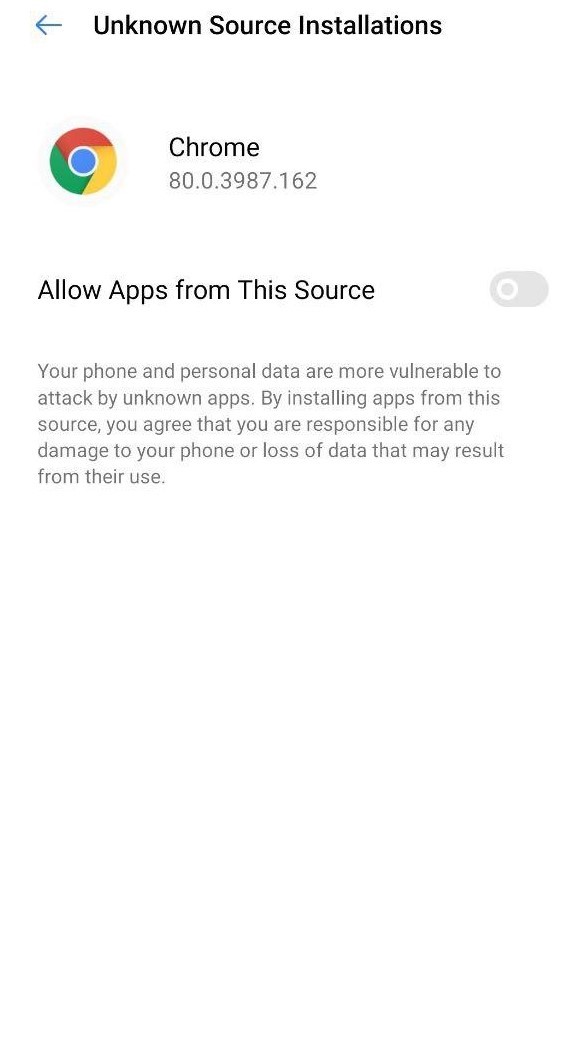 Unknown Source Installations
Chrome
80.0.3987.162
Allow Apps from This Source
Your phone and personal data are more vulnerable to
attack by unknown apps. By installing apps from this
source, you agree that you are responsible for any
damage to your phone or loss of data that may result
from their use.